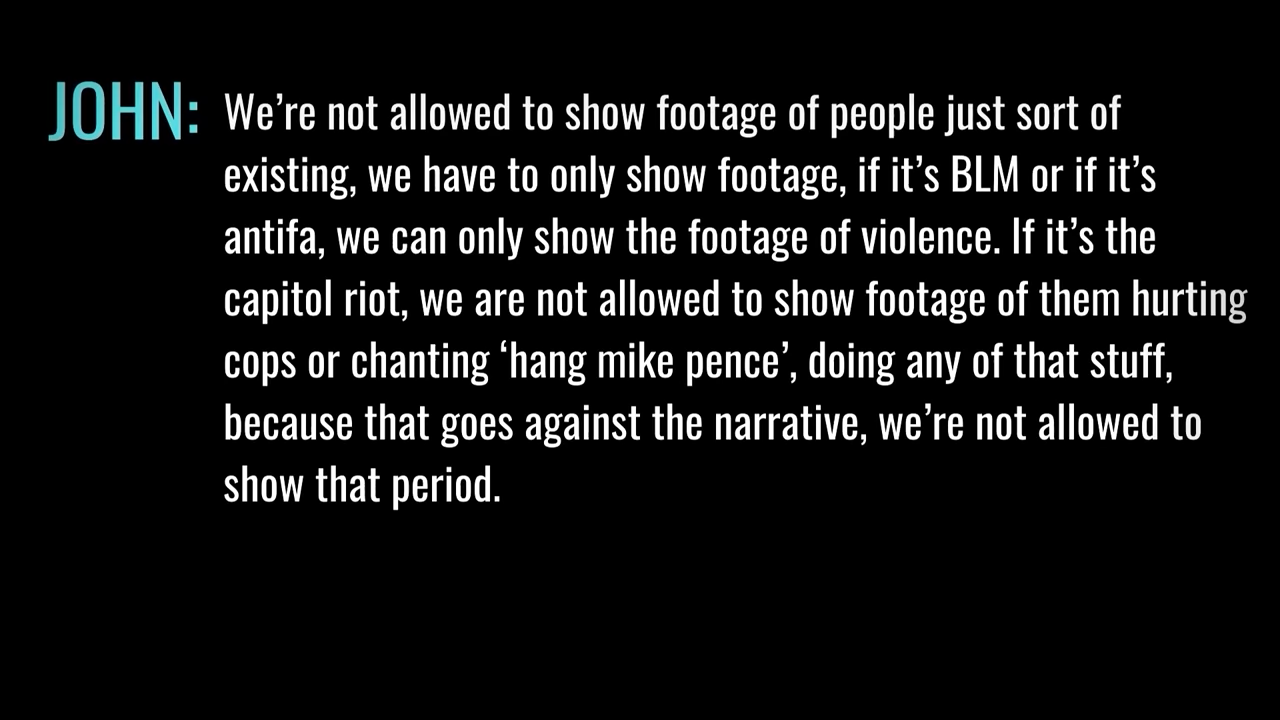 JOHN: We’re not allowed to show footage of people just sort of
existing, we have to only show footage, if it’s BLM or if it’s
antifa, we can only show the footage of violence. If it’s the
capitol riot, we are not allowed to show footage of them hurting
cops or chanting ‘hang mike pence’, doing any of that stuff,
because that goes against the narrative, we’re not allowed to
show that period.